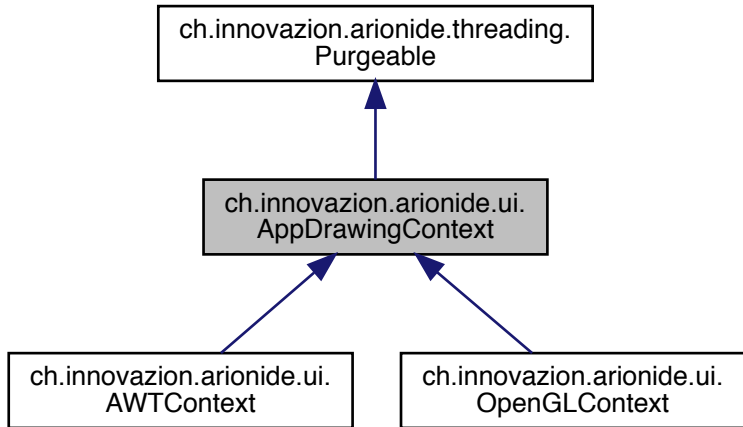 ch.innovazion.arionide.threading.
Purgeable
ch.innovazion.arionide.ui.
AppDrawingContext
ch.innovazion.arionide.ui.
AWTContext
ch.innovazion.arionide.ui.
OpenGLContext